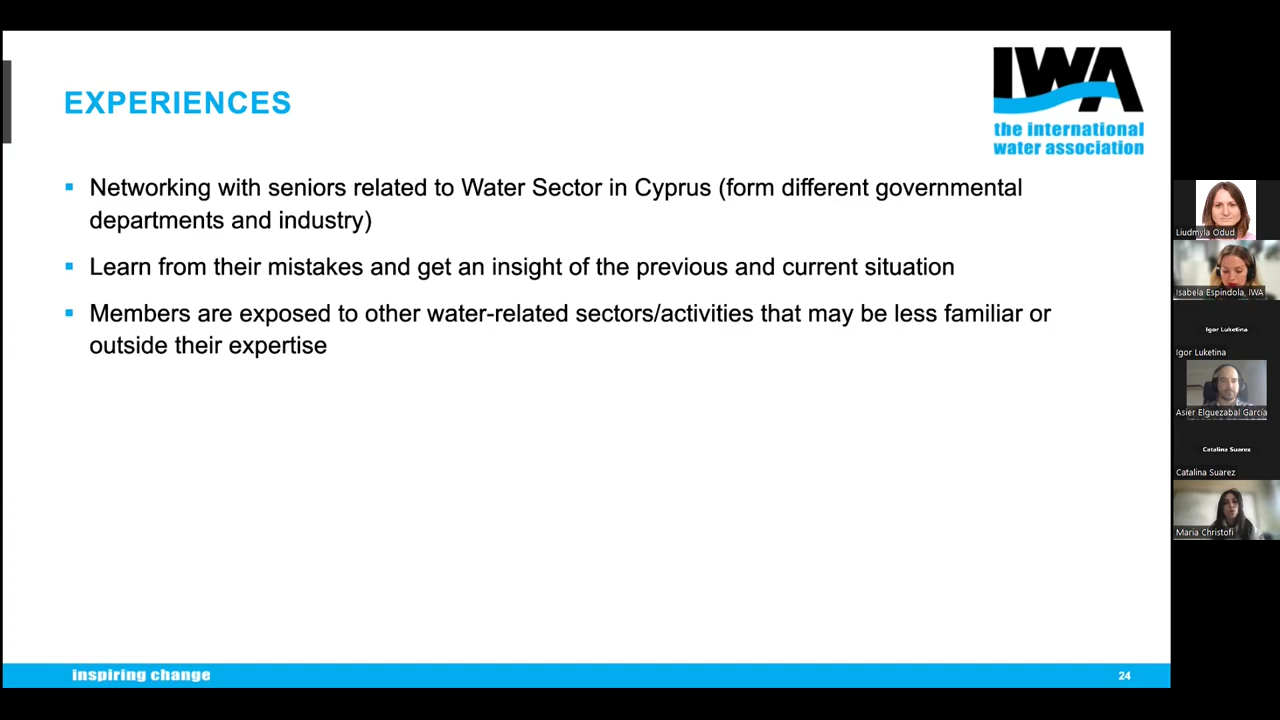 EXPERIENCES
IWA
the international
water association
▪ Networking with seniors related to Water Sector in Cyprus (form different governmental
departments and industry)
▪ Learn from their mistakes and get an insight of the previous and current situation
▪ Members are exposed to other water-related sectors/activities that may be less familiar or
outside their expertise
inspiring change
24
Liudmyla Odud
Isabela Espindola, IWA
Igor Luketina
Igor Luketina
Asier Elguezabal García
Catalina Suarez
Catalina Suarez
Maria Christofi